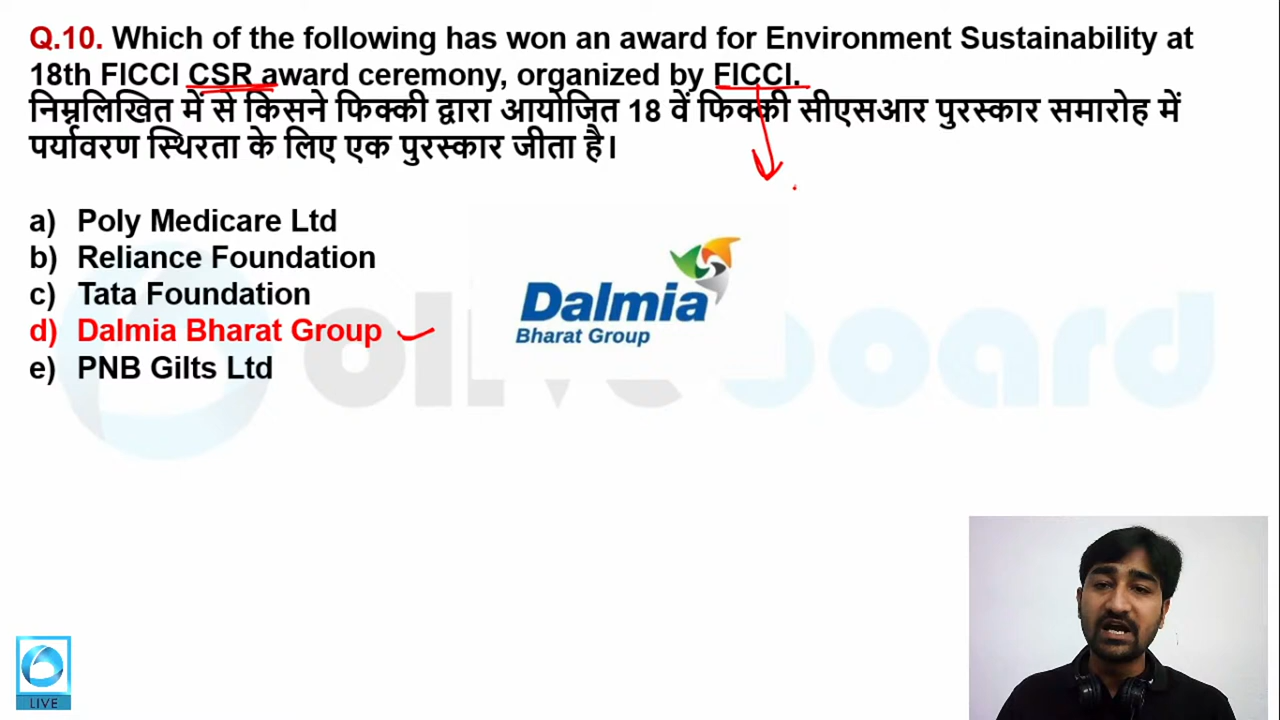 Q.10. Which of the following has won an award for Environment Sustainability at
18th FICCI CSR award ceremony, organized by FICCI.
निम्नलिखित में से किसने फिक्की द्वारा आयोजित 18 वें फिक्की सीएसआर पुरस्कार समारोह में
पर्यावरण स्थिरता के लिए एक पुरस्कार जीता है।
a) Poly Medicare Ltd
b) Reliance Foundation
c) Tata Foundation
d) Dalmia Bharat Group
e) PNB Gilts Ltd
Dalmia
Bharat Group
oliveboard
LIVE